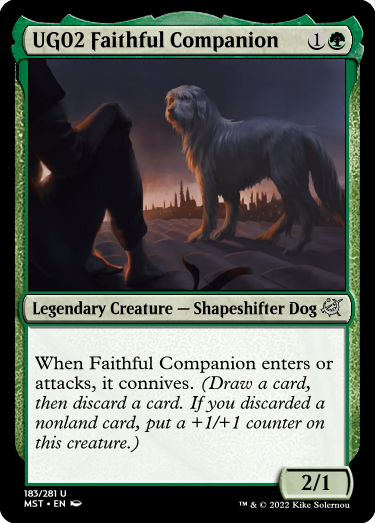 UG02 Faithful Companion 1
Legendary Creature — Shapeshifter Dog
When Faithful Companion enters or
attacks, it connives. (Draw a card,
then discard a card. If you discarded a
nonland card, put a +1/+1 counter on
this creature.)
2/1
183/281 U
MST • EN
™ & © 2022 Kike Solernou